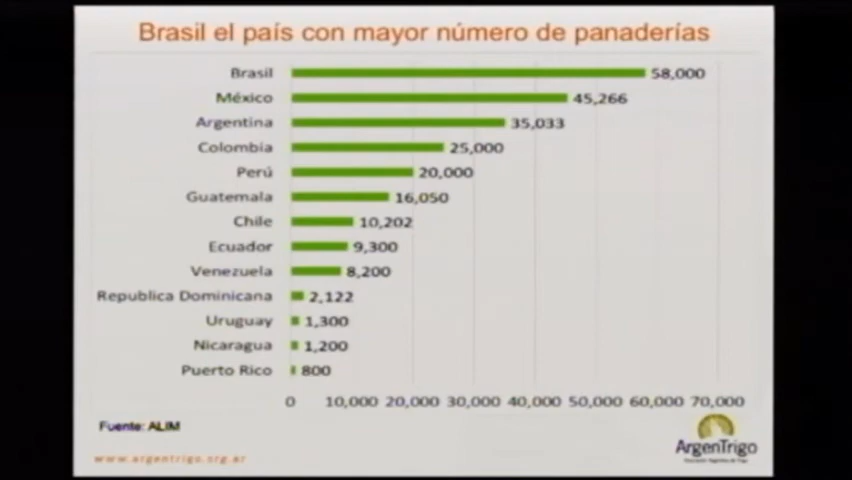 Brasil el país con mayor número de panaderías
Brasil 58,000
México 45,266
Argentina 35,033
Colombia 25,000
Perú 20,000
Guatemala 16,050
Chile 10,202
Ecuador 9,300
Venezuela 8,200
Republica Dominicana 2,122
Uruguay 1,300
Nicaragua 1,200
Puerto Rico 800
0 10,000 20,000 30,000 40,000 50,000 60,000 70,000
Fuente: ALIM
ArgenTrigo
www.argentrigo.org.ar